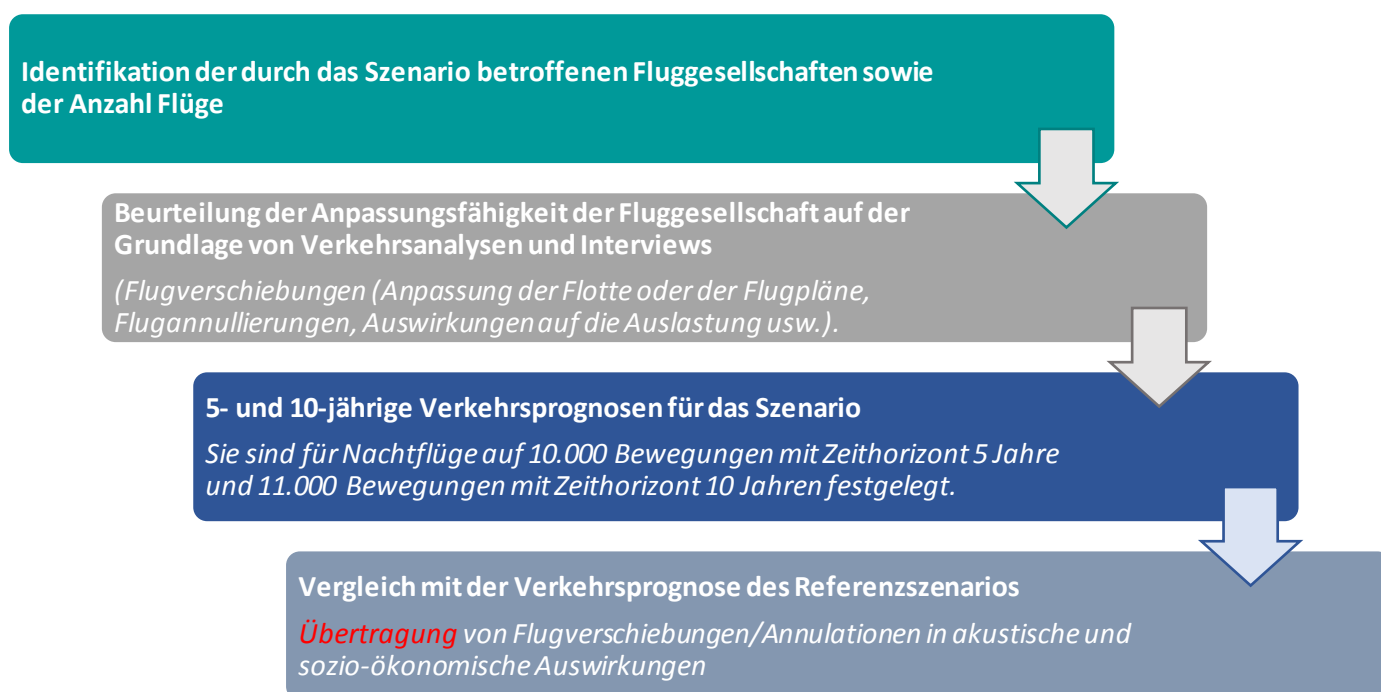 Identifikation der durch das Szenario betroffenen Fluggesellschaften sowie
der Anzahl Flüge
Beurteilung der Anpassungsfähigkeit der Fluggesellschaft auf der
Grundlage von Verkehrsanalysen und Interviews
(Flugverschiebungen (Anpassung der Flotte oder der Flugpläne,
Flugannullierungen, Auswirkungen auf die Auslastung usw.).
5- und 10-jährige Verkehrsprognosen für das Szenario
Sie sind für Nachtflüge auf 10.000 Bewegungen mit Zeithorizont 5 Jahre
und 11.000 Bewegungen mit Zeithorizont 10 Jahren festgelegt.
Vergleich mit der Verkehrsprognose des Referenzszenarios
Übertragung von Flugverschiebungen/Annulationen in akustische und
sozio-ökonomische Auswirkungen